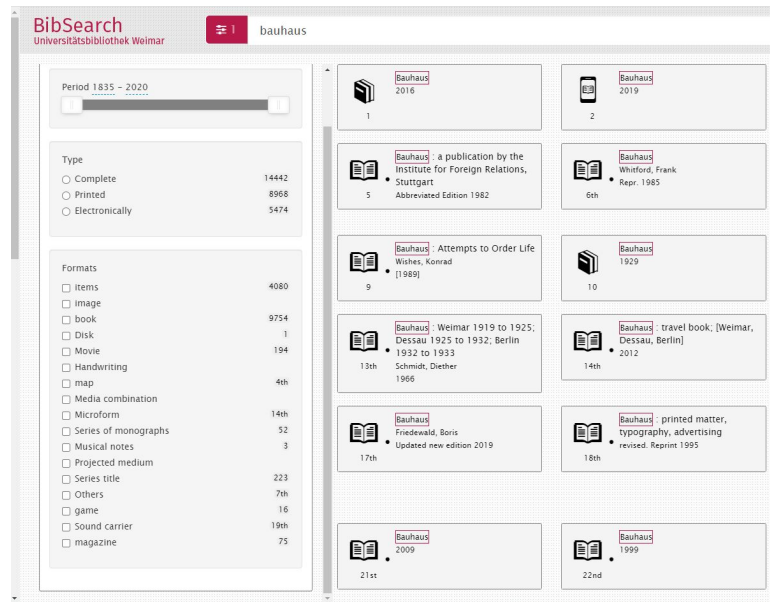 BibSearch
Universitätsbibliothek Weimar
1
bauhaus
Period 1835 - 2020
Type
Complete 14442
Printed 8968
Electronically 5474
Formats
items 4080
image
book 9754
Disk 1
Movie 194
Handwriting
map 4th
Media combination
Microform 14th
Series of monographs 52
Musical notes 3
Projected medium
Series title 223
Others 7th
game 16
Sound carrier 19th
magazine 75
Bauhaus
2016
1
Bauhaus
2019
2
Bauhaus : a publication by the
Institute for Foreign Relations,
Stuttgart
Abbreviated Edition 1982
5
Bauhaus
Whitford, Frank
Repr. 1985
6th
Bauhaus : Attempts to Order Life
Wishes, Konrad
[1989]
9
Bauhaus
1929
10
Bauhaus : Weimar 1919 to 1925;
Dessau 1925 to 1932; Berlin
1932 to 1933
Schmidt, Diether
1966
13th
Bauhaus : travel book; [Weimar,
Dessau, Berlin]
2012
14th
Bauhaus
Friedewald, Boris
Updated new edition 2019
17th
Bauhaus : printed matter,
typography, advertising
revised. Reprint 1995
18th
Bauhaus
2009
21st
Bauhaus
1999
22nd